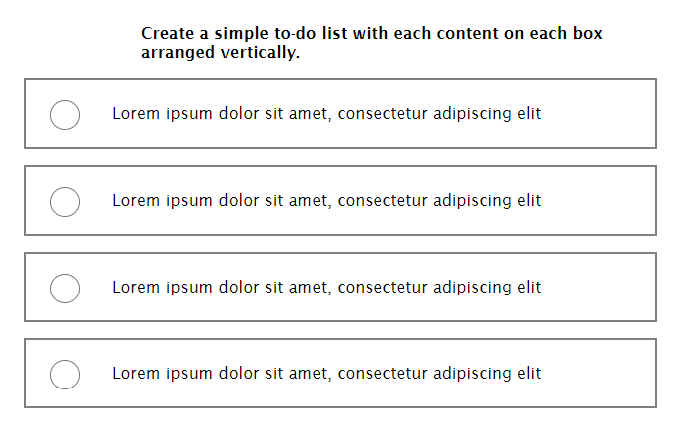 Create a simple to-do list with each content on each box
arranged vertically.
Lorem ipsum dolor sit amet, consectetur adipiscing elit
Lorem ipsum dolor sit amet, consectetur adipiscing elit
Lorem ipsum dolor sit amet, consectetur adipiscing elit
Lorem ipsum dolor sit amet, consectetur adipiscing elit